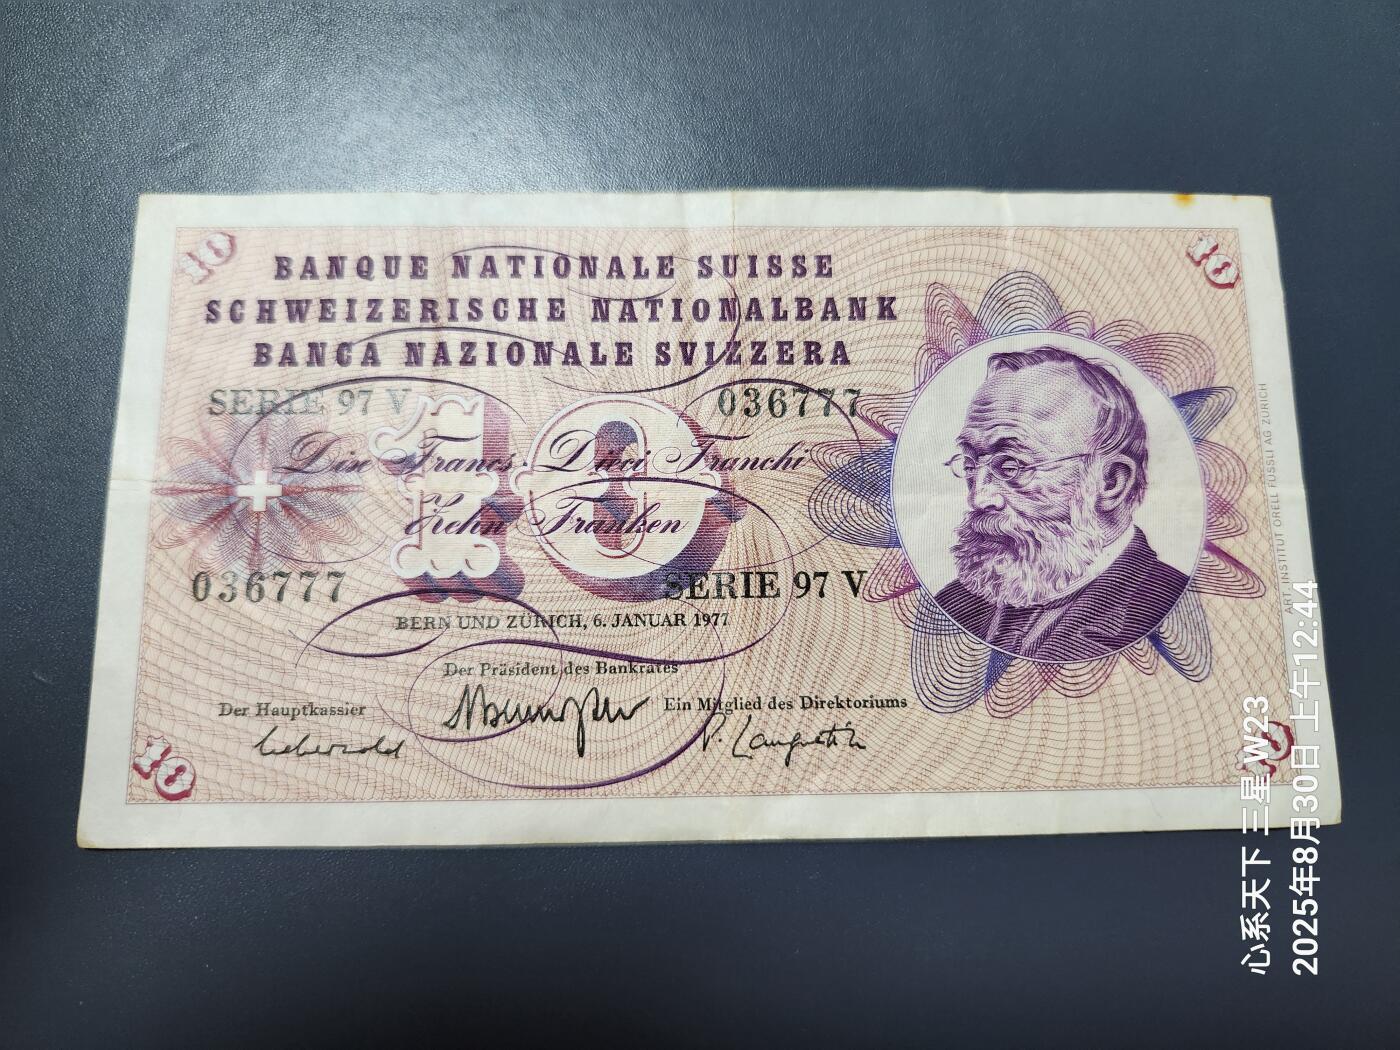 10
10
BANQUE NATIONALE SUISSE
SCHWEIZERISCHE NATIONALBANK
BANCA NAZIONALE SVIZZERA
SERIE 97 V
036777
10
Dix Francs . Dieci Franchi
Zehn Franken
036777
SERIE 97 V
BERN UND ZÜRICH, 6. JANUAR 1977
Der Präsident des Bankrates
Der Hauptkassier
Ein Mitglied des Direktoriums
10
10
ART. INSTITUT ORELL FÜSSLI AG ZÜRICH
心系天下 三星 W23
2025年8月30日 上午12:44